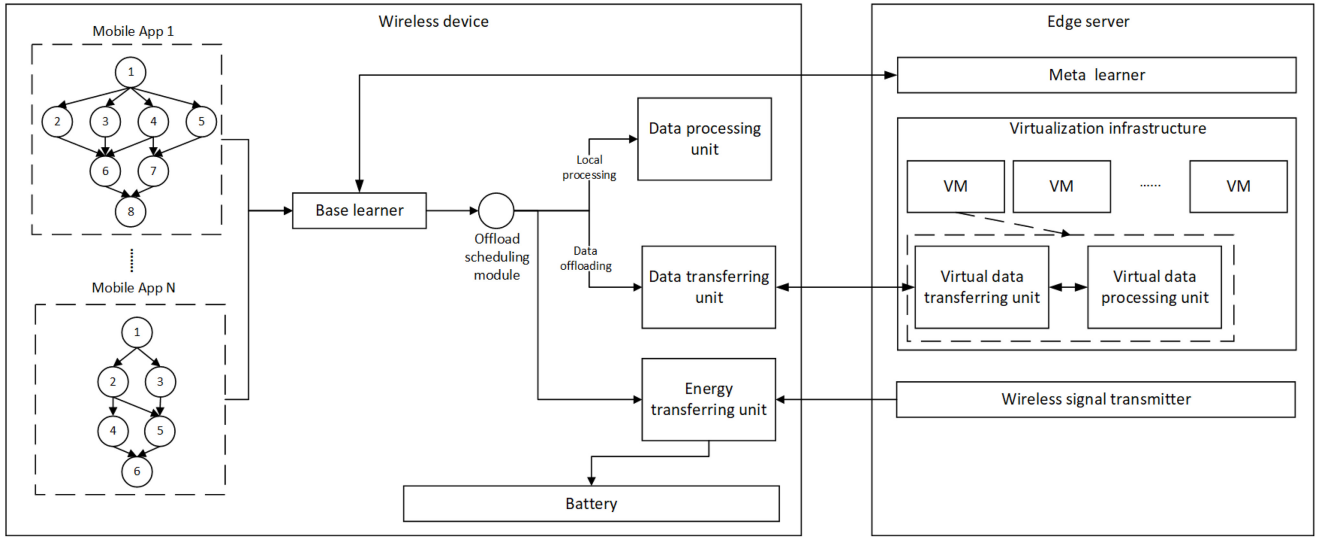 Wireless device
Mobile App 1
1
2
3
4
5
6
7
8
Mobile App N
1
2
3
4
5
6
Base learner
Offload
scheduling
module
Local
processing
Data
offloading
Data processing
unit
Data transferring
unit
Energy
transferring unit
Battery
Edge server
Meta learner
Virtualization infrastructure
VM
VM
......
VM
Virtual data
transferring unit
Virtual data
processing unit
Wireless signal transmitter